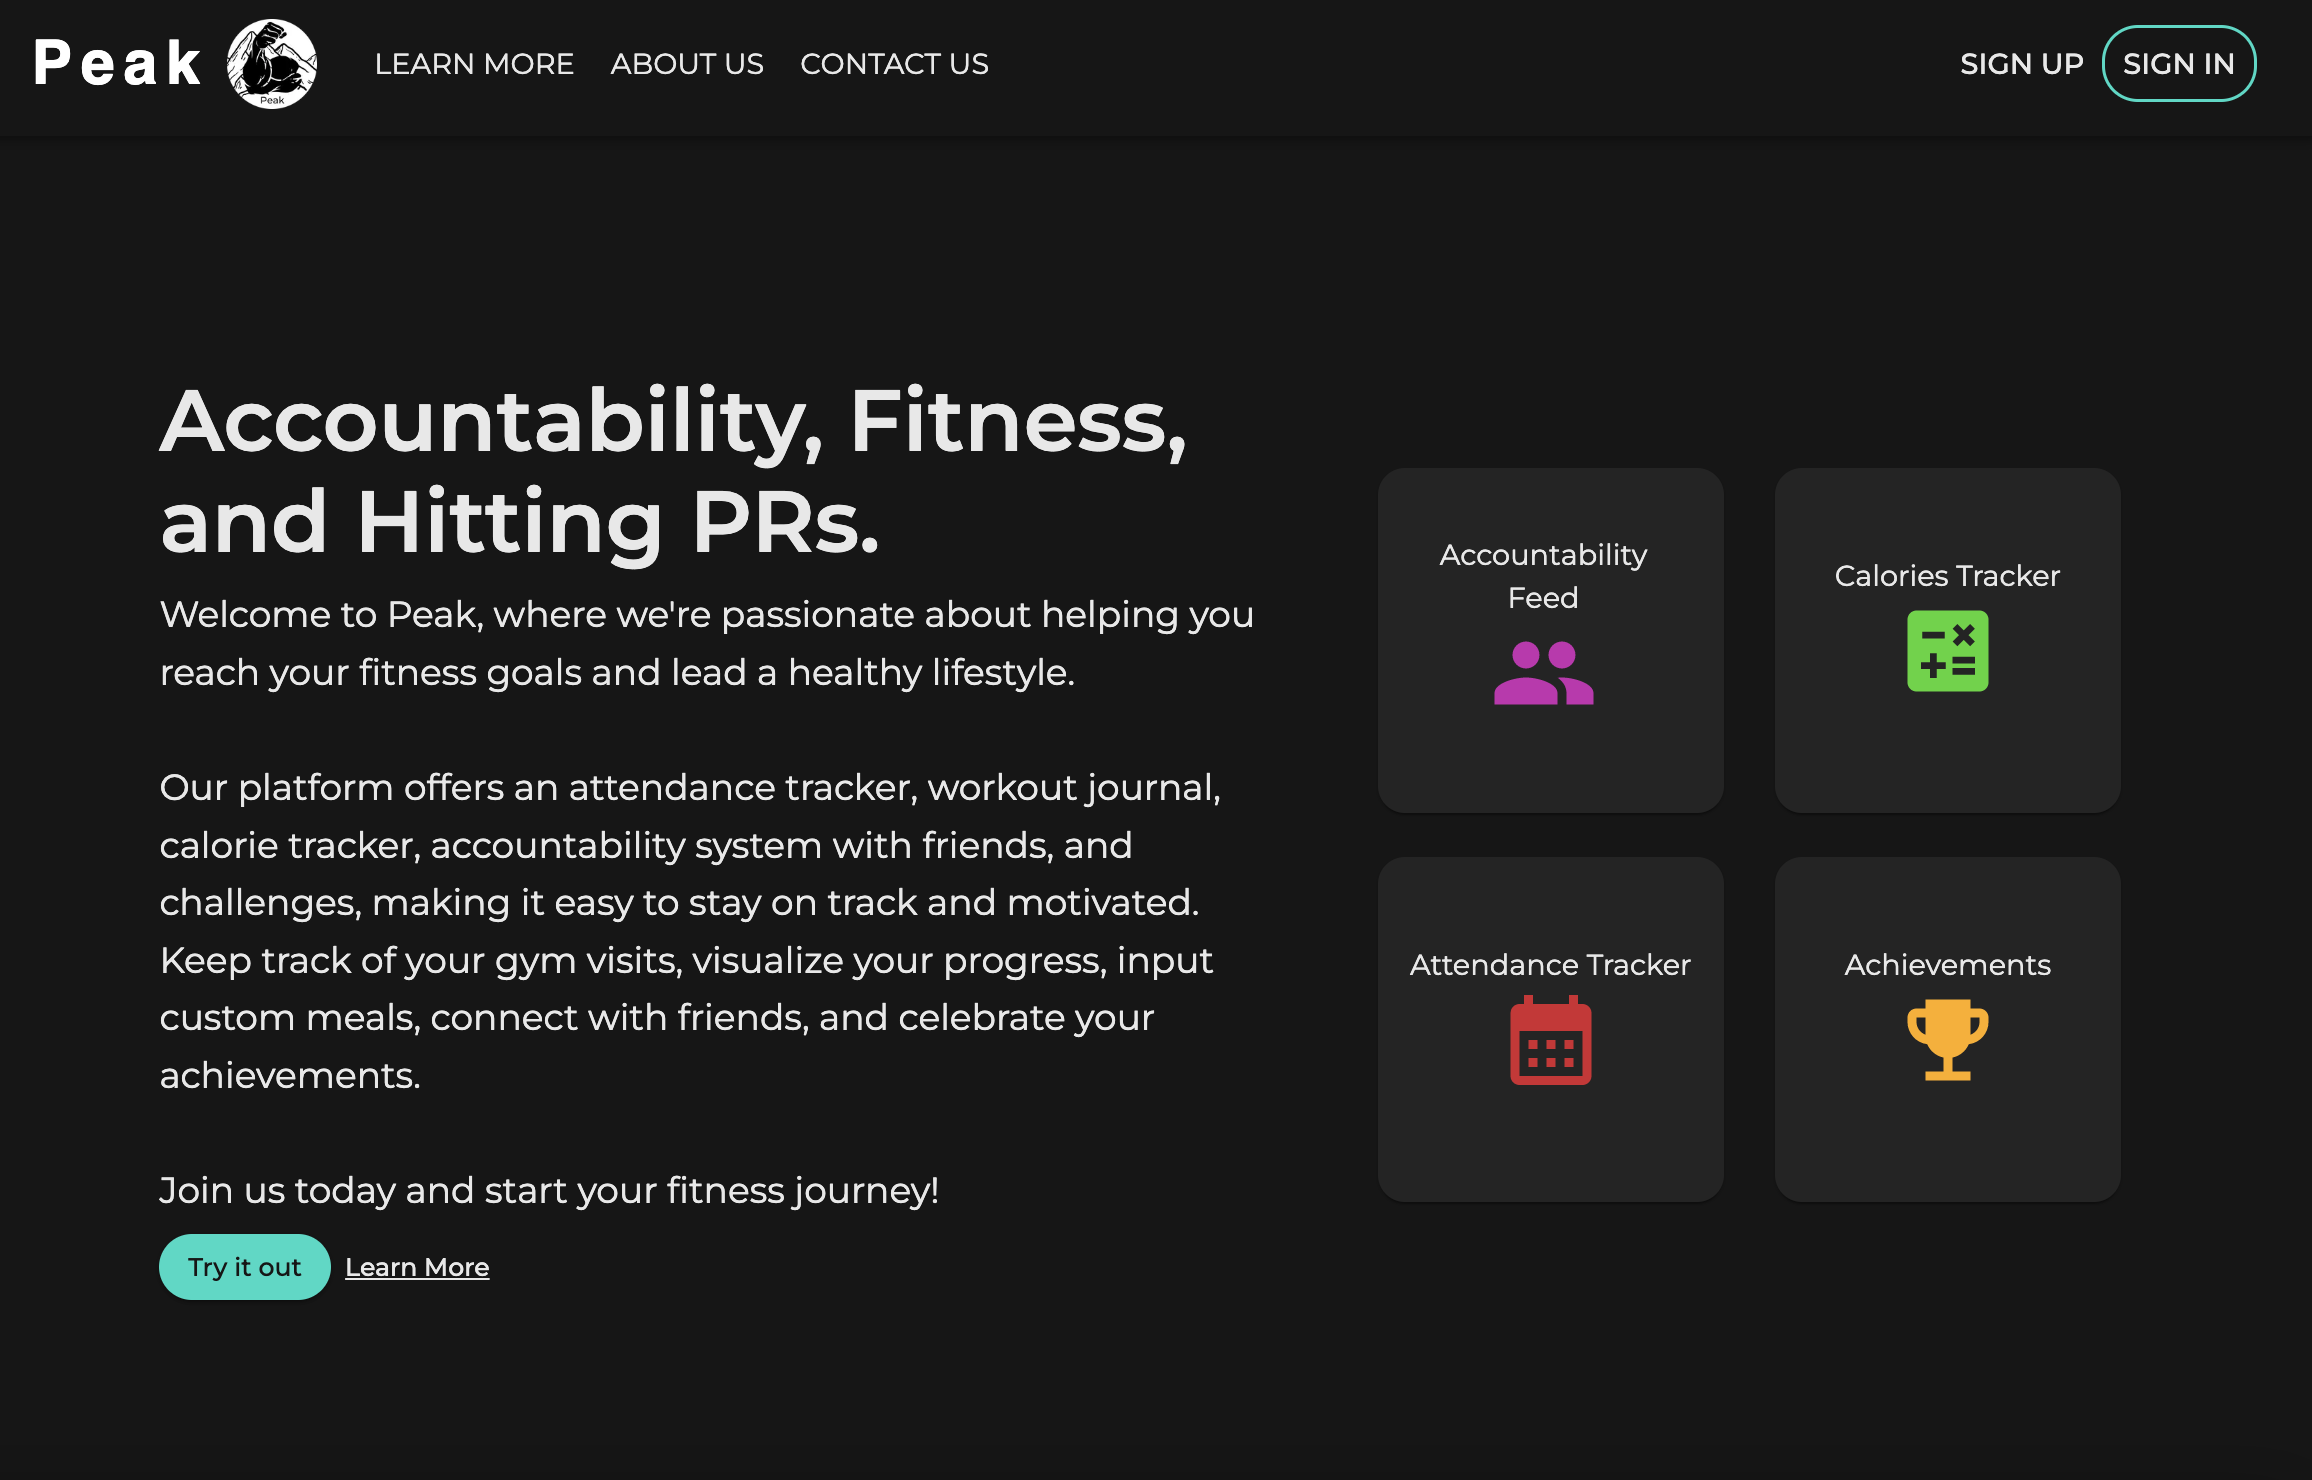 Peak
Peak
LEARN MORE
ABOUT US
CONTACT US
SIGN UP
SIGN IN
Accountability, Fitness,
and Hitting PRs.
Welcome to Peak, where we're passionate about helping you
reach your fitness goals and lead a healthy lifestyle.
Our platform offers an attendance tracker, workout journal,
calorie tracker, accountability system with friends, and
challenges, making it easy to stay on track and motivated.
Keep track of your gym visits, visualize your progress, input
custom meals, connect with friends, and celebrate your
achievements.
Join us today and start your fitness journey!
Try it out
Learn More
Accountability
Feed
Calories Tracker
Attendance Tracker
Achievements